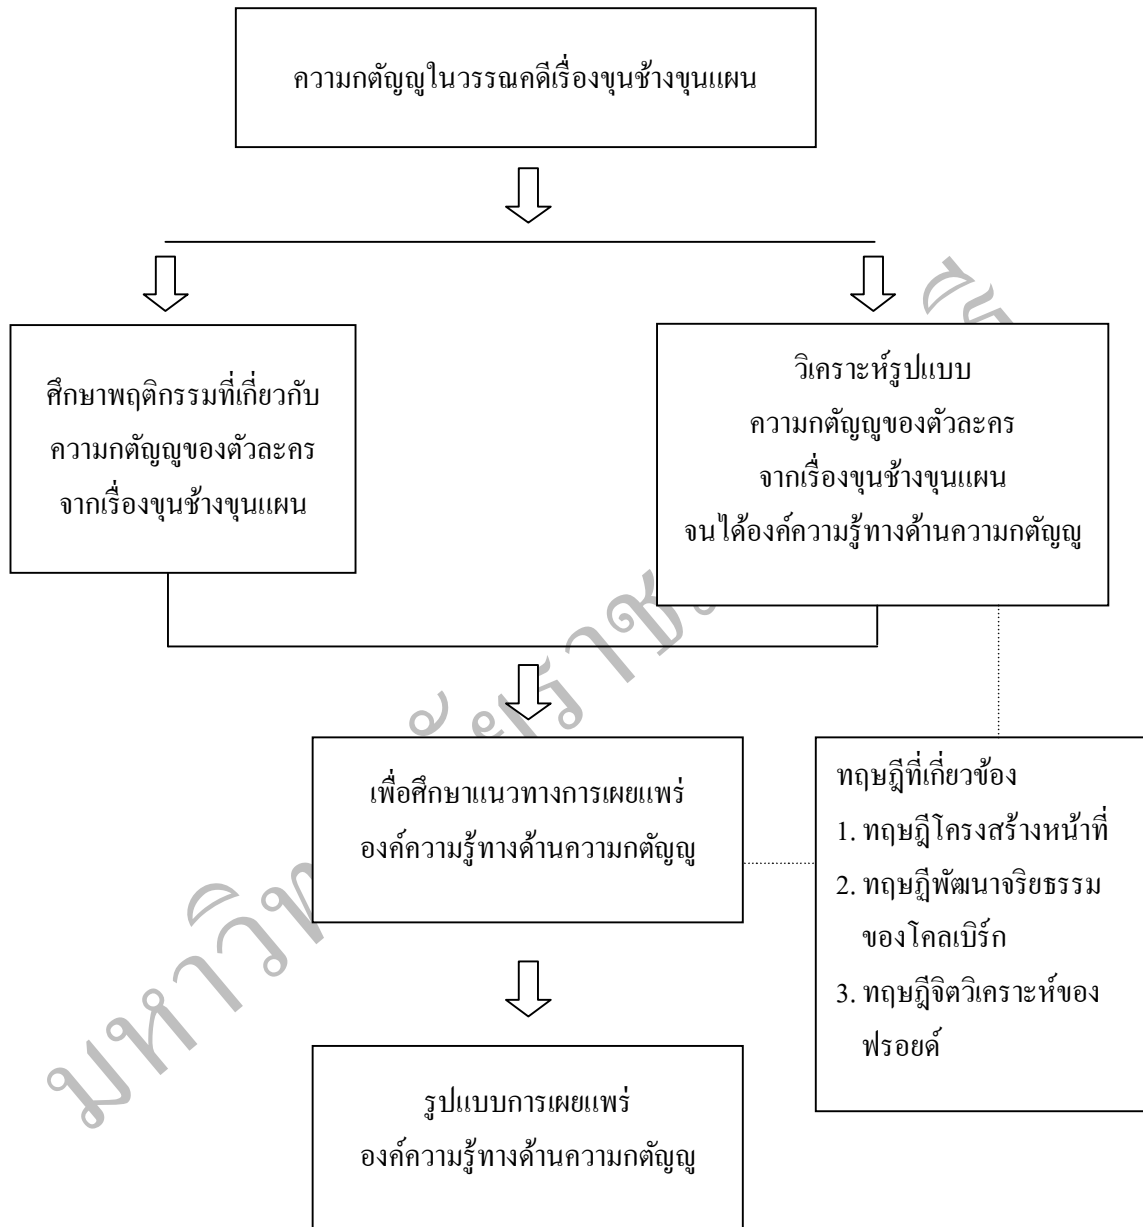 ความกตัญญูในวรรณคดีเรื่องขุนช้างขุนแผน
ศึกษาพฤติกรรมที่เกี่ยวกับ
ความกตัญญูของตัวละคร
จากเรื่องขุนช้างขุนแผน
วิเคราะห์รูปแบบ
ความกตัญญูของตัวละคร
จากเรื่องขุนช้างขุนแผน
จนได้องค์ความรู้ทางด้านความกตัญญู
เพื่อศึกษาแนวทางการเผยแพร่
องค์ความรู้ทางด้านความกตัญญู
ทฤษฎีที่เกี่ยวข้อง
1. ทฤษฎีโครงสร้างหน้าที่
2. ทฤษฎีพัฒนาจริยธรรม
ของโคลเบิร์ก
3. ทฤษฎีจิตวิเคราะห์ของ
ฟรอยด์
รูปแบบการเผยแพร่
องค์ความรู้ทางด้านความกตัญญู